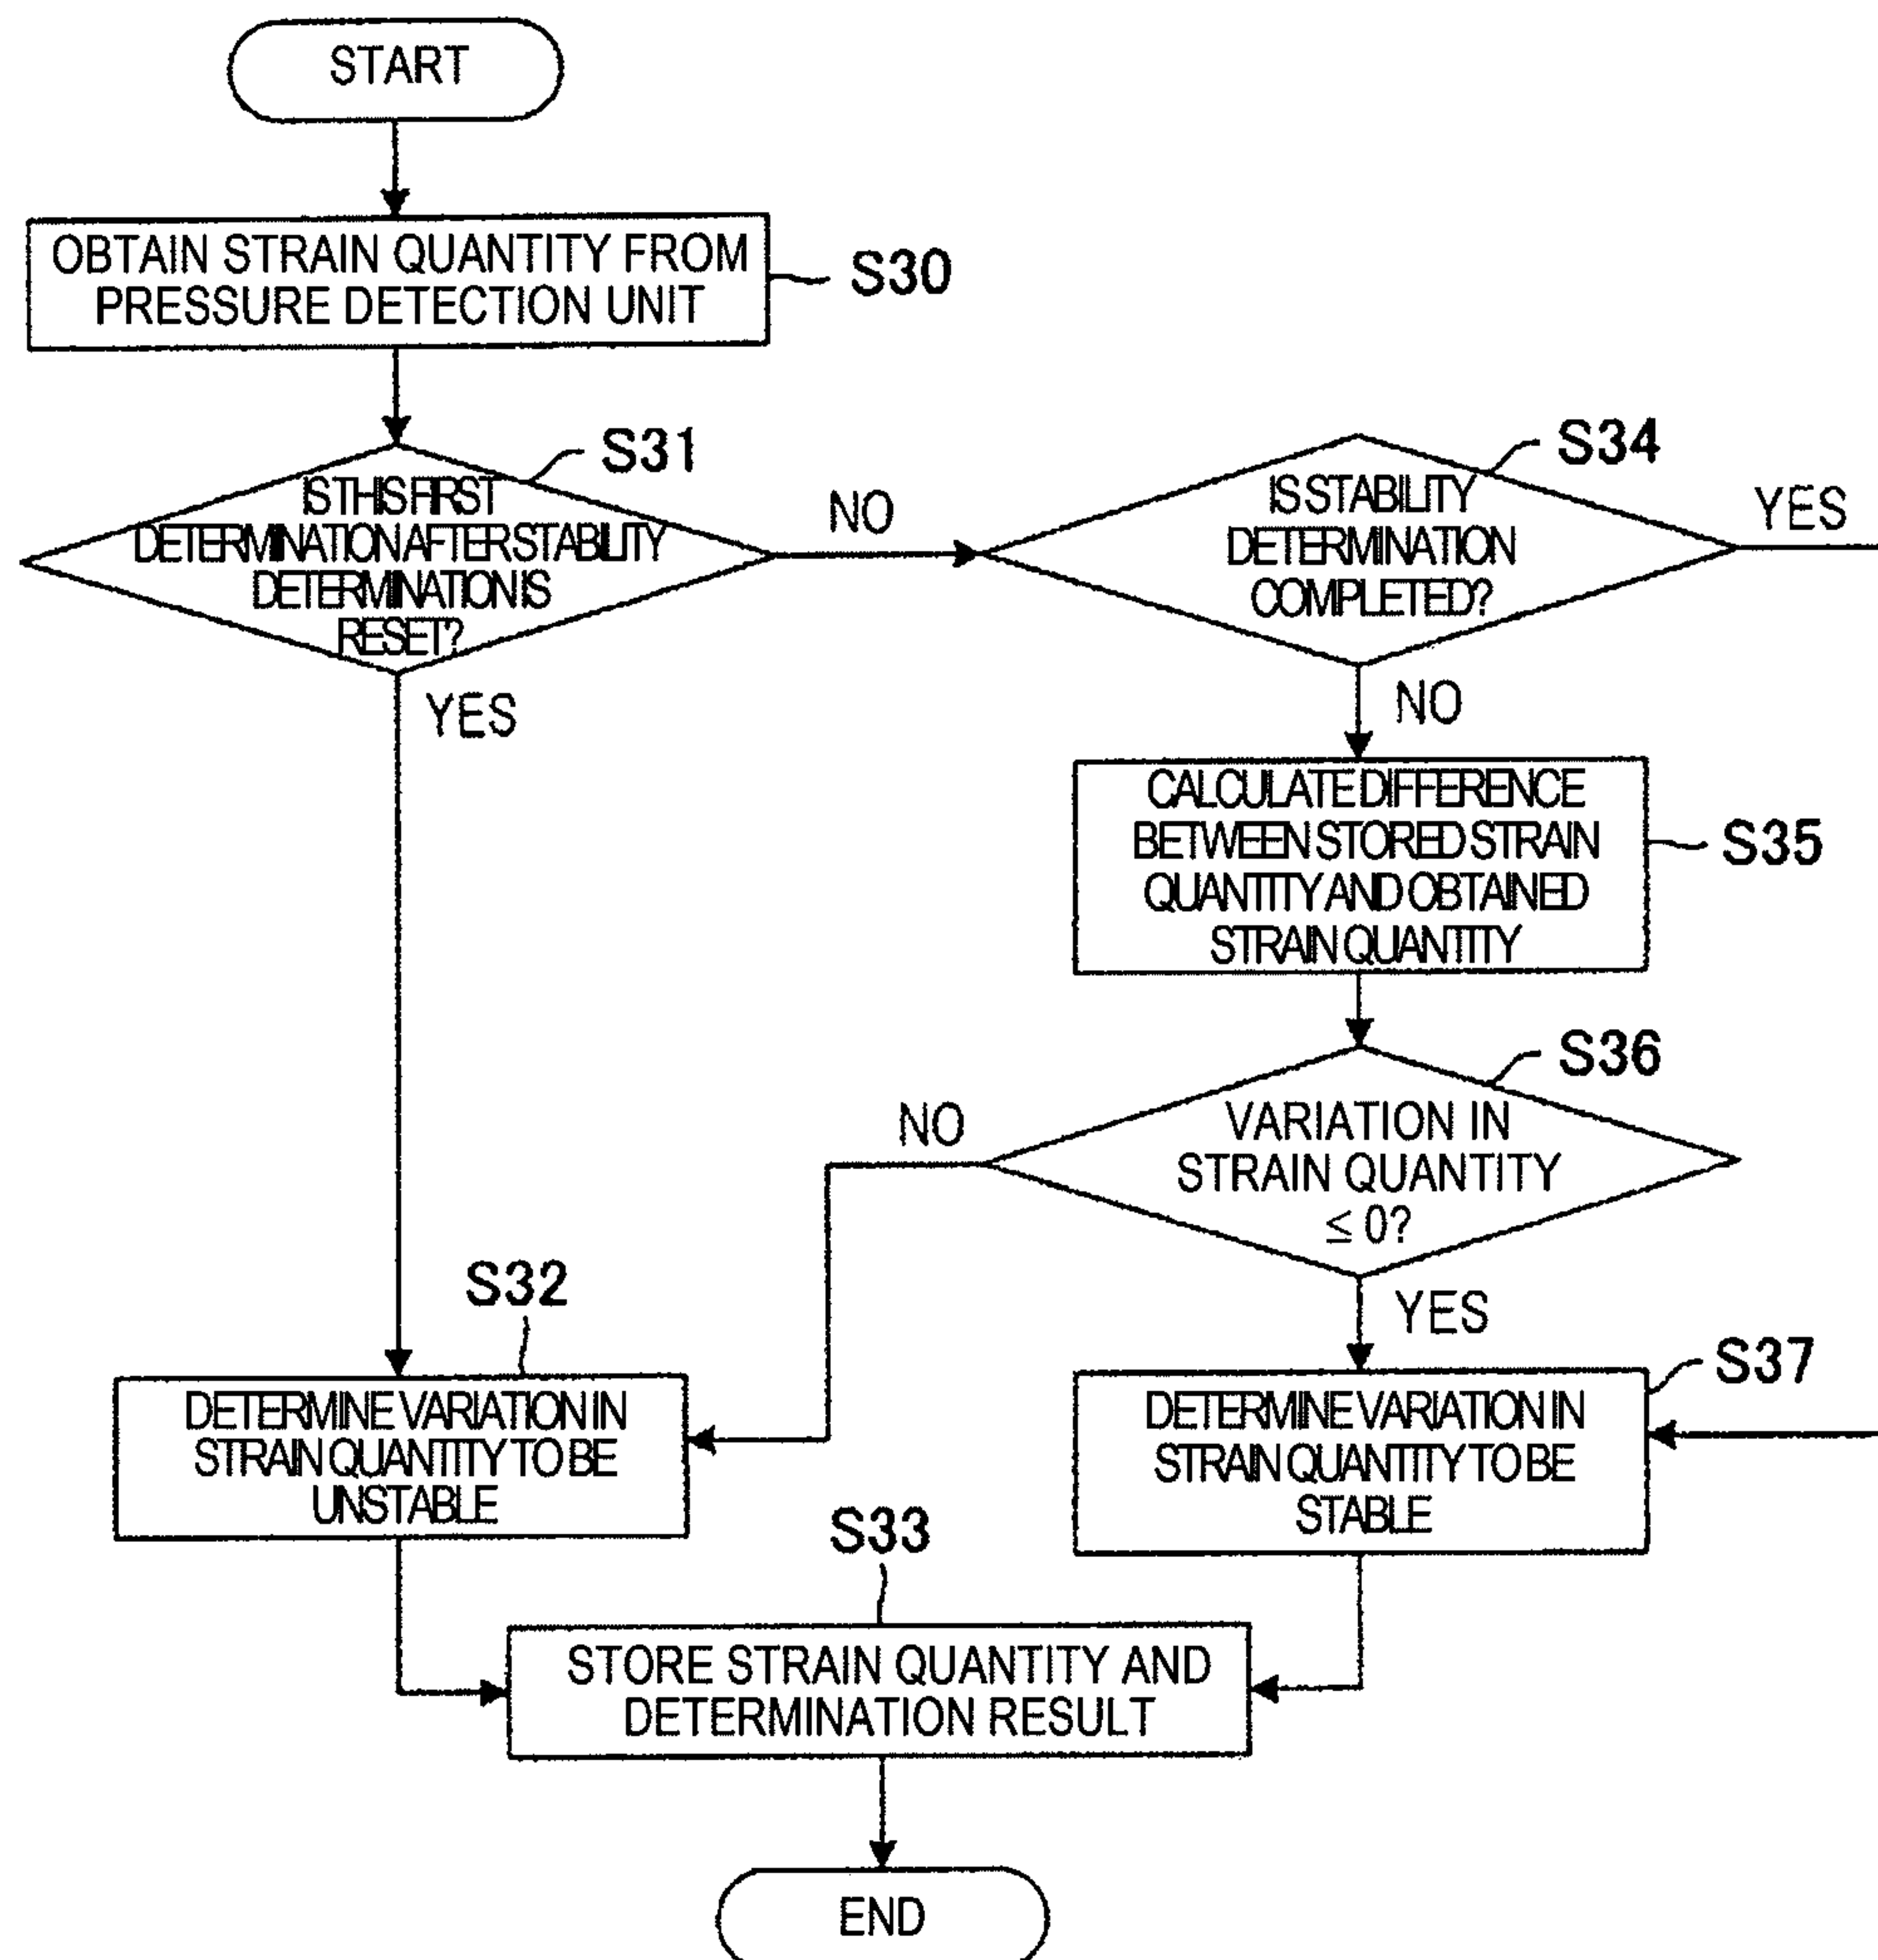 START
OBTAIN STRAIN QUANTITY FROM
PRESSURE DETECTION UNIT
S30
S31
IS THIS FIRST
DETERMINATION AFTER STABILITY
DETERMINATION IS
RESET?
NO
YES
S34
IS STABILITY
DETERMINATION
COMPLETED?
YES
NO
CALCULATE DIFFERENCE
BETWEEN STORED STRAIN
QUANTITY AND OBTAINED
STRAIN QUANTITY
S35
S36
VARIATION IN
STRAIN QUANTITY
≤ 0?
NO
YES
S32
DETERMINE VARIATION IN
STRAIN QUANTITY TO BE
UNSTABLE
S37
DETERMINE VARIATION IN
STRAIN QUANTITY TO BE
STABLE
S33
STORE STRAIN QUANTITY AND
DETERMINATION RESULT
END